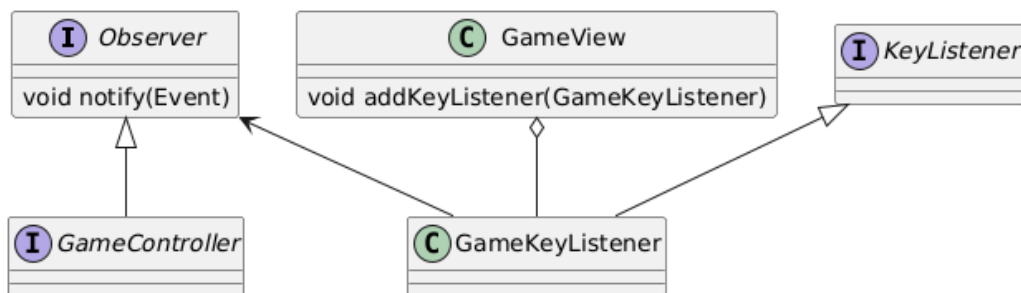 I Observer
void notify(Event)
C GameView
void addKeyListener(GameKeyListener)
I KeyListener
I GameController
C GameKeyListener